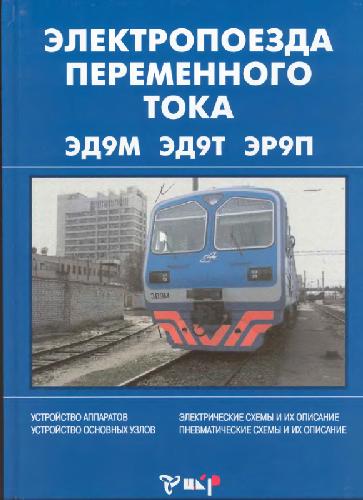 ЭЛЕКТРОПОЕЗДА
ПЕРЕМЕННОГО
ТОКА
ЭД9М ЭД9Т ЭР9П
УСТРОЙСТВО АППАРАТОВ
УСТРОЙСТВО ОСНОВНЫХ УЗЛОВ
ЭЛЕКТРИЧЕСКИЕ СХЕМЫ И ИХ ОПИСАНИЕ
ПНЕВМАТИЧЕСКИЕ СХЕМЫ И ИХ ОПИСАНИЕ